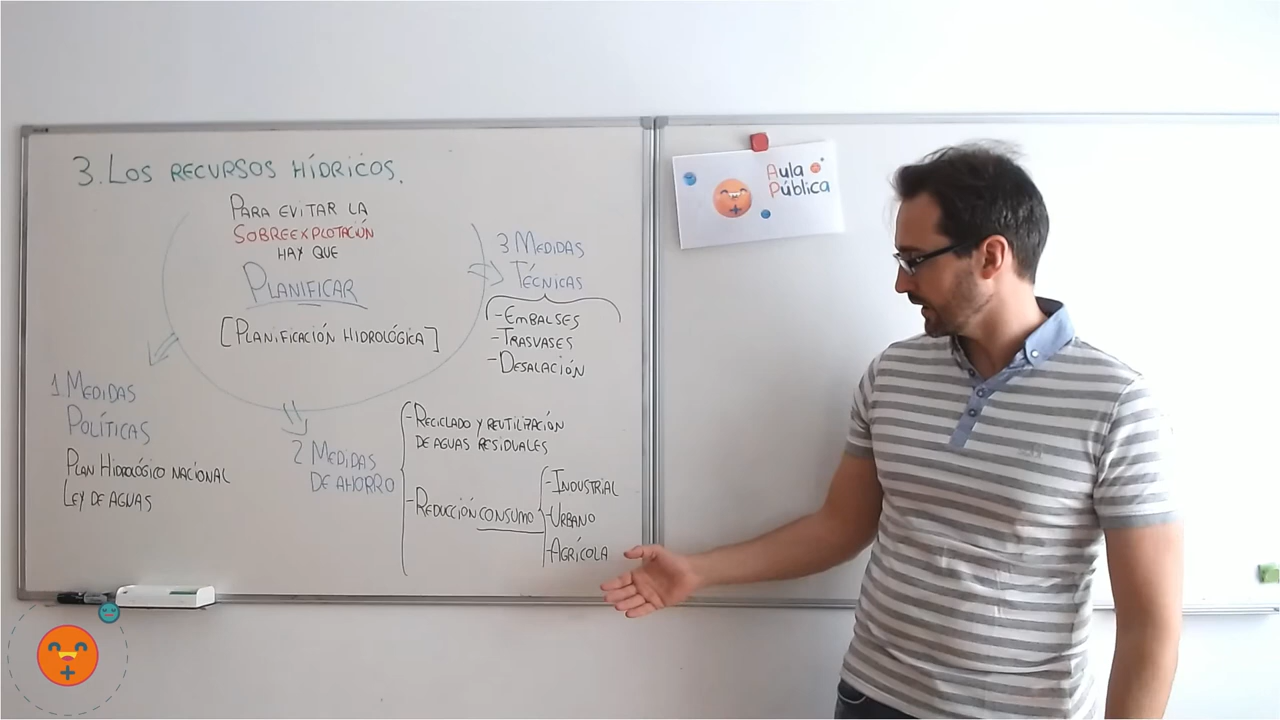 3. Los RECURSOS HÍDRICOS.
PARA EVITAR LA
SOBREEXPLOTACIÓN
HAY QUE
PLANIFICAR
[PLANIFICACIÓN HIDROLÓGICA]
1 MEDIDAS
POLÍTICAS
PLAN HIDROLÓGICO NACIONAL
LEY DE AGUAS
2 MEDIDAS
DE AHORRO
-RECICLADO Y REUTILIZACIÓN
DE AGUAS RESIDUALES
-REDUCCIÓN CONSUMO
-INDUSTRIAL
-URBANO
-AGRÍCOLA
3 MEDIDAS
TÉCNICAS
-EMBALSES
-TRASVASES
-DESALACIÓN
Aula
Pública